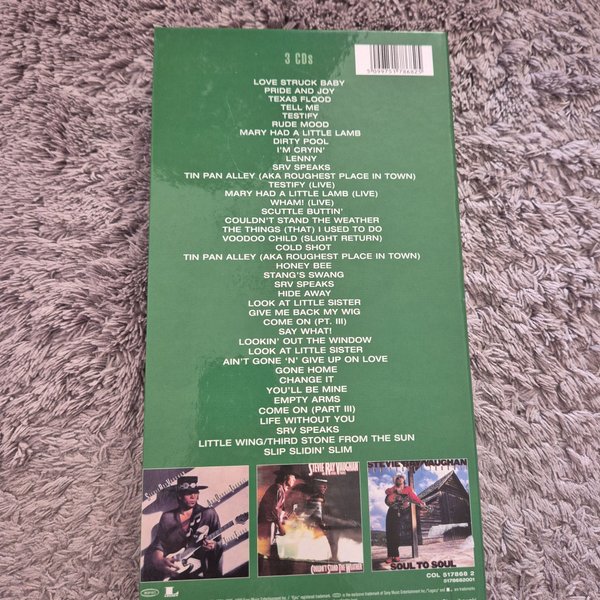 3 CDs
5099751786825
LOVE STRUCK BABY
PRIDE AND JOY
TEXAS FLOOD
TELL ME
TESTIFY
RUDE MOOD
MARY HAD A LITTLE LAMB
DIRTY POOL
I'M CRYIN'
LENNY
SRV SPEAKS
TIN PAN ALLEY (AKA ROUGHEST PLACE IN TOWN)
TESTIFY (LIVE)
MARY HAD A LITTLE LAMB (LIVE)
WHAM! (LIVE)
SCUTTLE BUTTIN'
COULDN'T STAND THE WEATHER
THE THINGS (THAT) I USED TO DO
VOODOO CHILD (SLIGHT RETURN)
COLD SHOT
TIN PAN ALLEY (AKA ROUGHEST PLACE IN TOWN)
HONEY BEE
STANG'S SWANG
SRV SPEAKS
HIDE AWAY
LOOK AT LITTLE SISTER
GIVE ME BACK MY WIG
COME ON (PT. III)
SAY WHAT!
LOOKIN' OUT THE WINDOW
LOOK AT LITTLE SISTER
AIN'T GONE 'N' GIVE UP ON LOVE
GONE HOME
CHANGE IT
YOU'LL BE MINE
EMPTY ARMS
COME ON (PART III)
LIFE WITHOUT YOU
SRV SPEAKS
LITTLE WING/THIRD STONE FROM THE SUN
SLIP SLIDIN' SLIM
STEVIE RAY VAUGHAN
COULDN'T STAND THE WEATHER
STEVIE RAY VAUGHAN
SOUL TO SOUL
COL 517868 2
5178682001